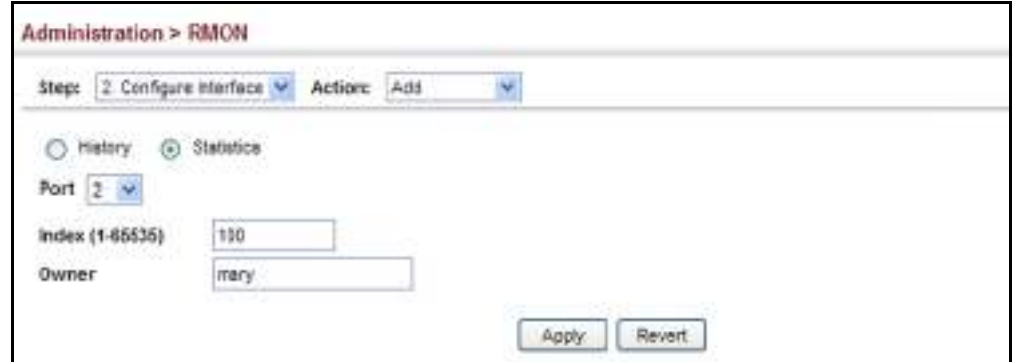 Administration > RMON
Step: 2. Configure Interface Action: Add
History Statistics
Port 2
Index (1-65535) 100
Owner mary
Apply Revert